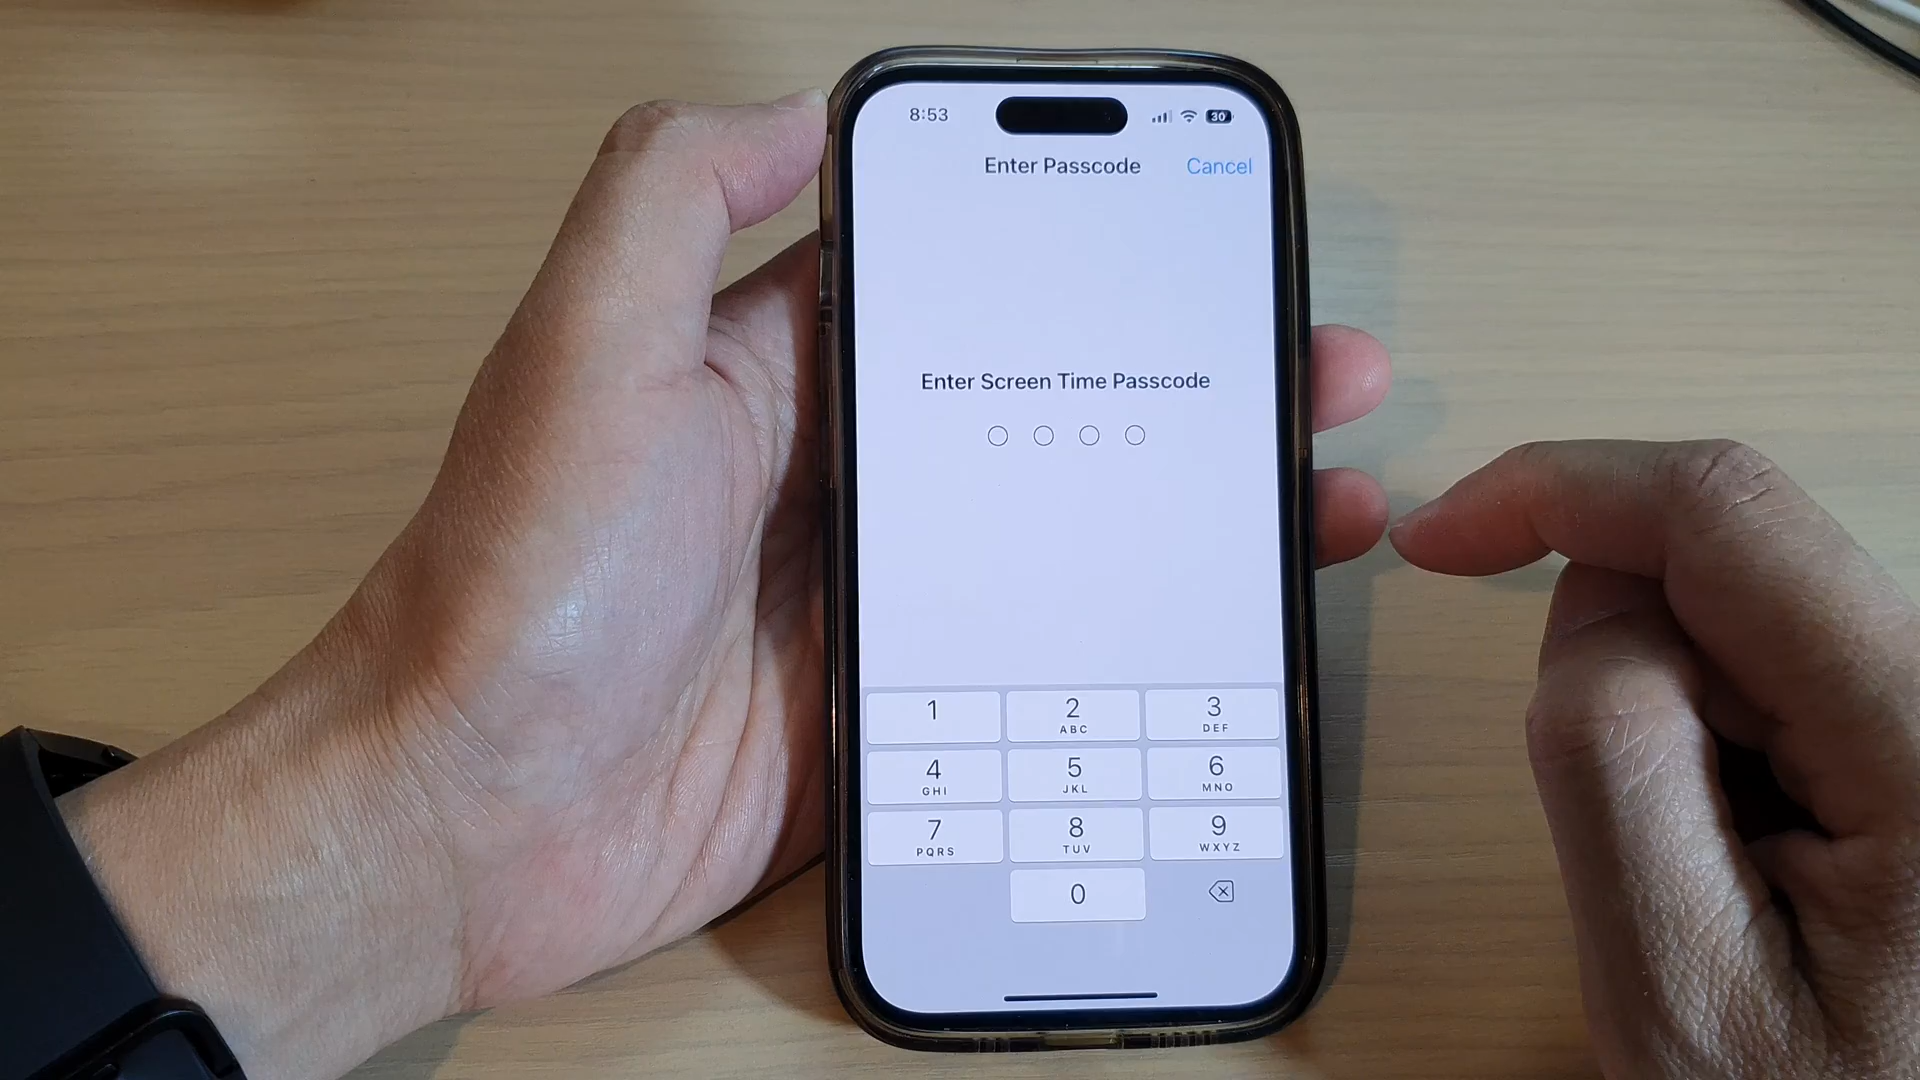 8:53 30
Enter Passcode Cancel
Enter Screen Time Passcode
1 2 3
ABC DEF
4 5 6
GHI JKL MNO
7 8 9
PQRS TUV WXYZ
0